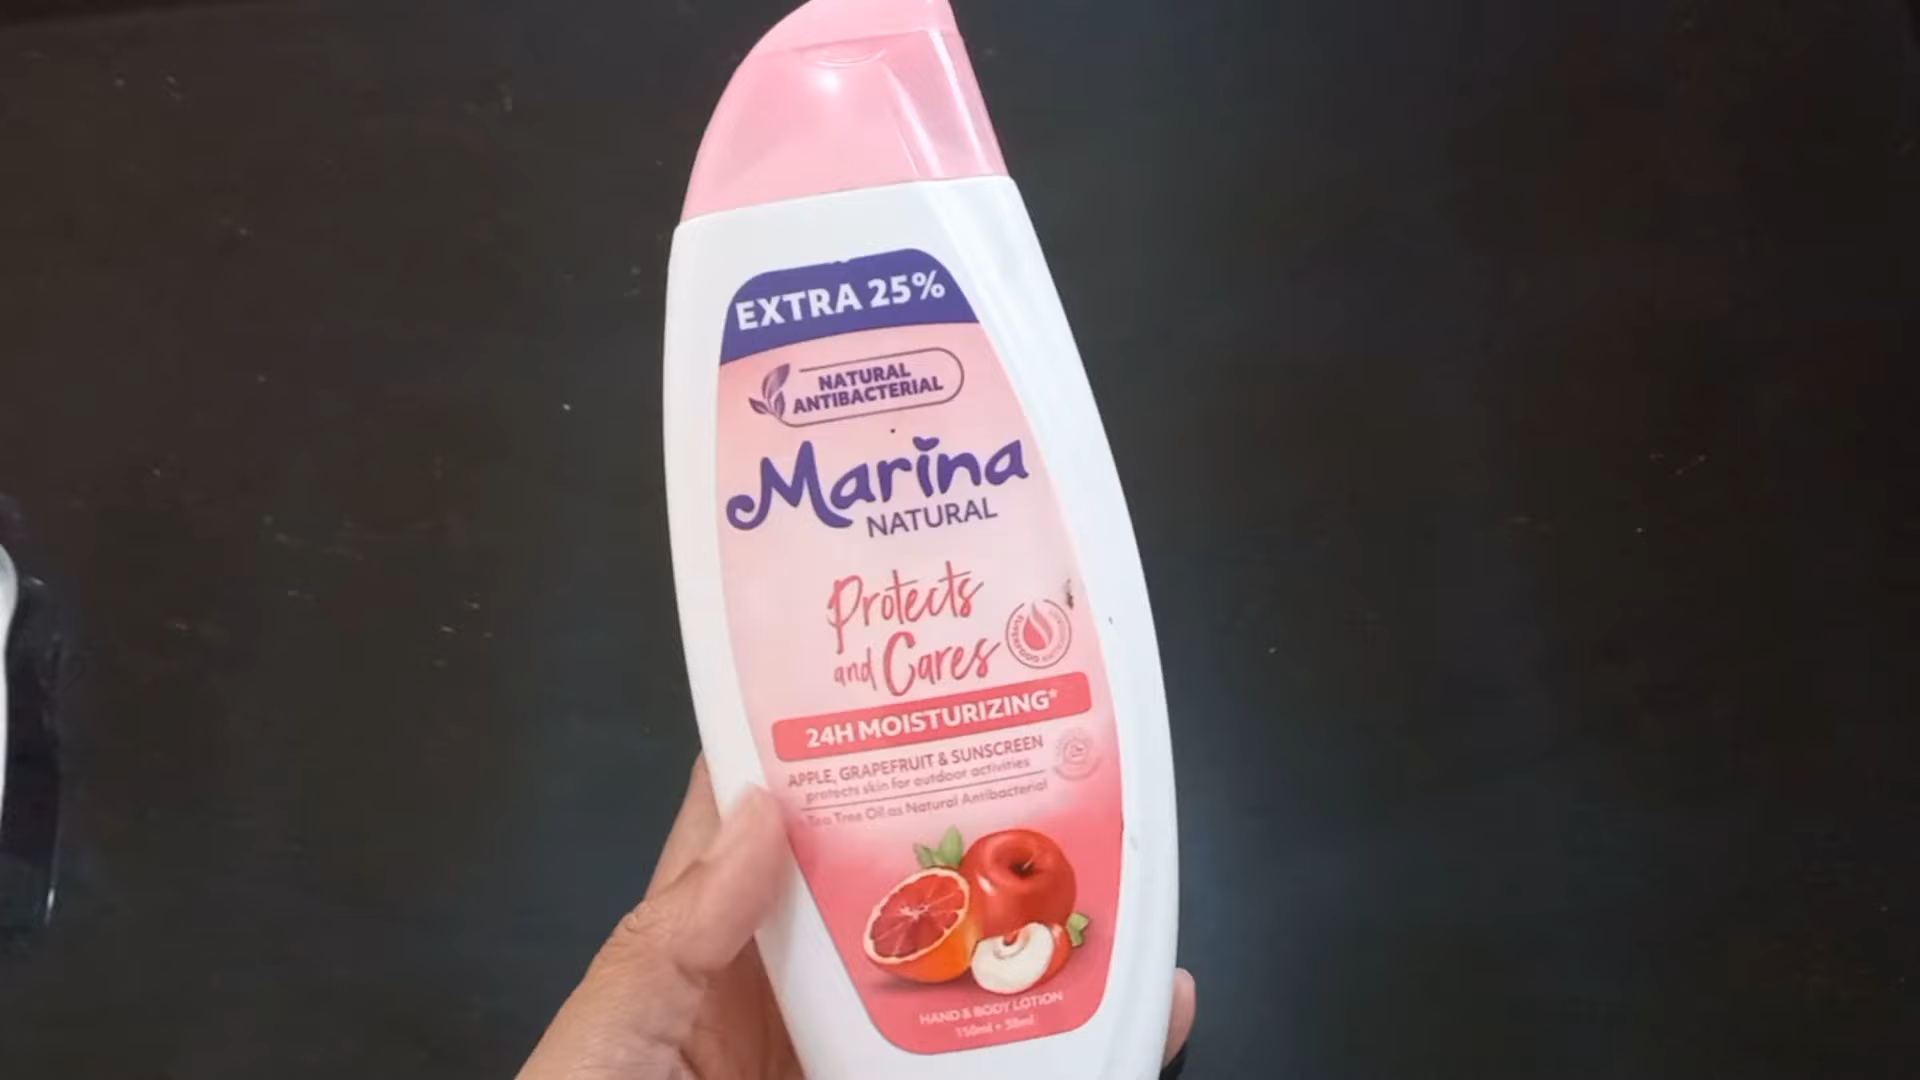 EXTRA 25%
NATURAL
ANTIBACTERIAL
Marina
NATURAL
Protects
and Cares
SUPERFOOD
24H MOISTURIZING*
APPLE, GRAPEFRUIT & SUNSCREEN
protects skin for outdoor activities
Tea Tree Oil as Natural Antibacterial
HAND & BODY LOTION